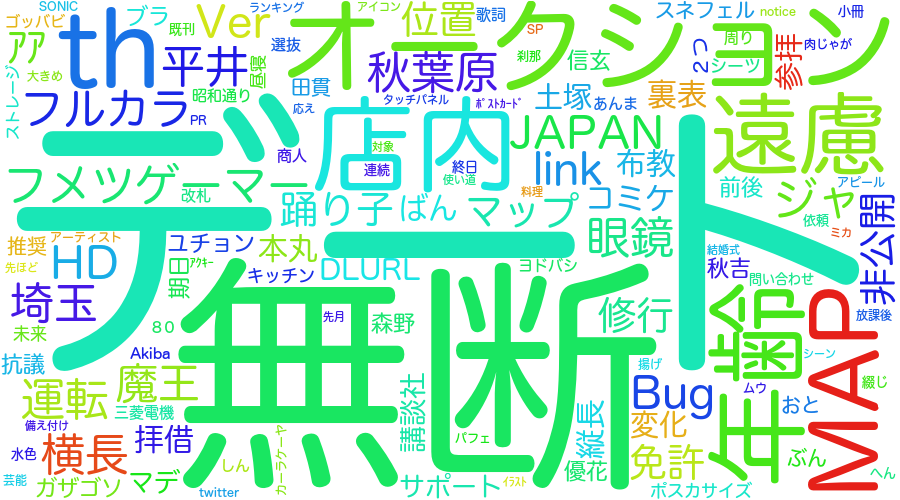 SONIC
ランキング
アイコン
ゴッバビ
ブラ
既刊
th
Ver
オークション
位置
歌詞
SP
スネフェル
notice
小冊
アア
平井
選抜
秋葉原
刹那
信玄
2つ
周り
シーツ
参拝
肉じゃが
大きめ
昼寝
田貫
ストレージ
フルカラ
昭和通り
PR
応え
タッチパネル
ポストカード
土塚
あんま
裏表
ヨン
遠慮
デート
店内
商人
対象
連続
終日
使い道
JAPAN
link
布教
前後
アピール
フメツゲーマー
改札
踊り子
ばん
マップ
料理
コミケ
ジャ
依頼
ミカ
非公開
推奨
アーティスト
先ほど
HD
ユチョン
アクキー
本丸
DLURL
ヨドバシ
眼鏡
結婚式
秋吉
問い合わせ
期日
キッチン
埼玉
無断
先月
森野
修行
年齢
MAP
放課後
未来
80
抗議
Akiba
揚げ
シーン
運転
魔王
三菱電機
講談社
Bug
ムウ
おと
綴じ
備え付け
水色
横長
拝借
カーラケーヤ
パフェ
縦長
変化
芸能
ガザゴソ
マデ
しん
twitter
サポート
イラスト
優花
免許
ポスカサイズ
ぶん
へん